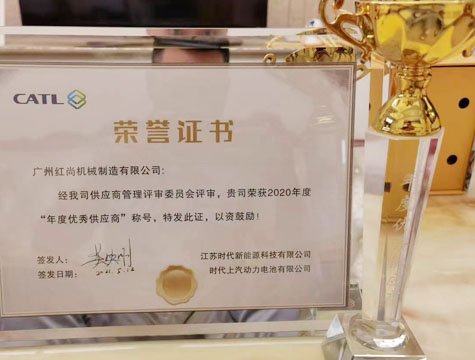 CATL
荣誉证书
广州红尚机械制造有限公司:
经我司供应商管理评审委员会评审，贵司荣获2020年度
“年度优秀供应商”称号，特发此证，以资鼓励！
签发人:
江苏时代新能源科技有限公司
签发日期:
时代上汽动力电池有限公司
年度优